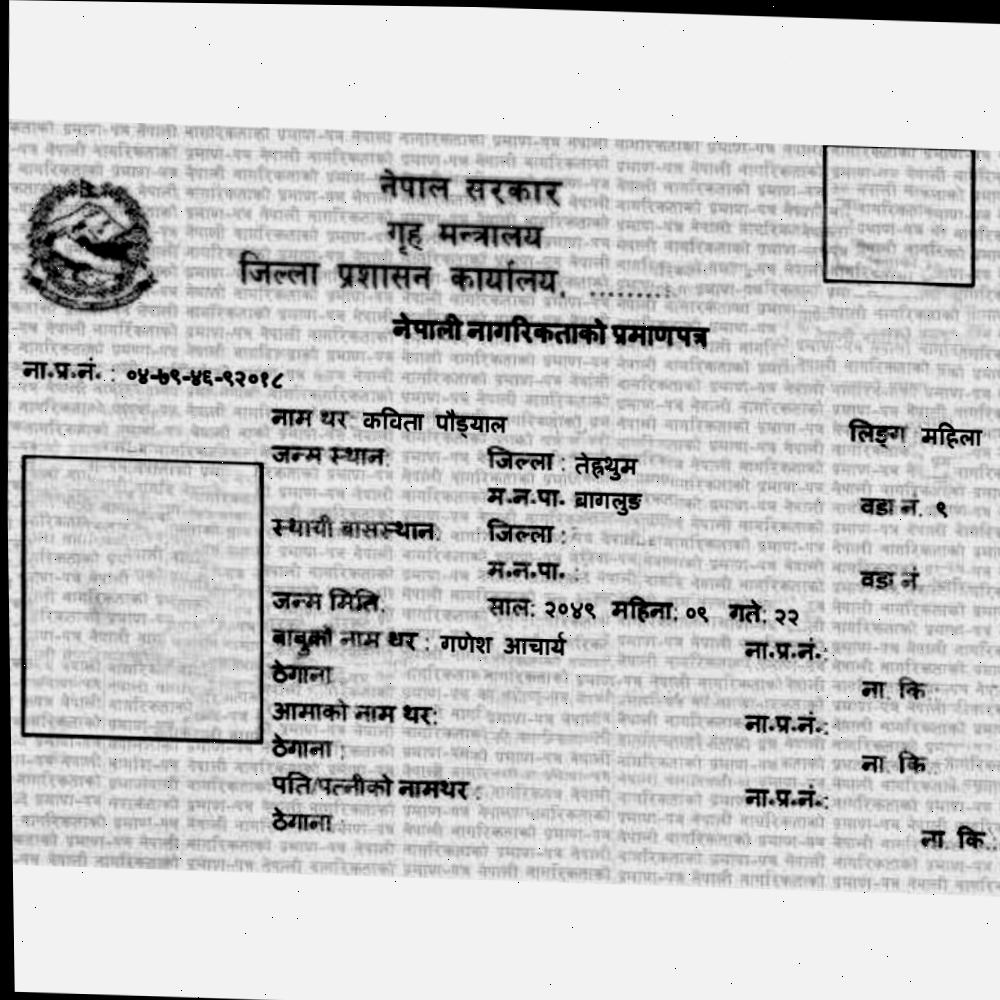 नेपाल सरकार
गृह मन्त्रालय
जिल्ला प्रशासन कार्यालय, .........
नेपाली नागरिकताको प्रमाणपत्र
ना.प्र.नं. : ०४-७९-४६-९२०१८
नाम थर कविता पौड्याल लिङ्ग महिला
जन्म स्थान: जिल्ला : तेह्रथुम
म.न.पा. बागलुङ वडा नं. ९
स्थायी बासस्थान: जिल्ला :
म.न.पा. : वडा नं
जन्म मिति: साल: २०४९ महिना: ०९ गते: २२
बाबुको नाम थर : गणेश आचार्य ना.प्र.नं.:
ठेगाना ना. कि.:
आमाको नाम थर: ना.प्र.नं.:
ठेगाना : ना. कि.
पति/पत्नीको नामथर : ना.प्र.नं.:
ठेगाना ना. कि.: